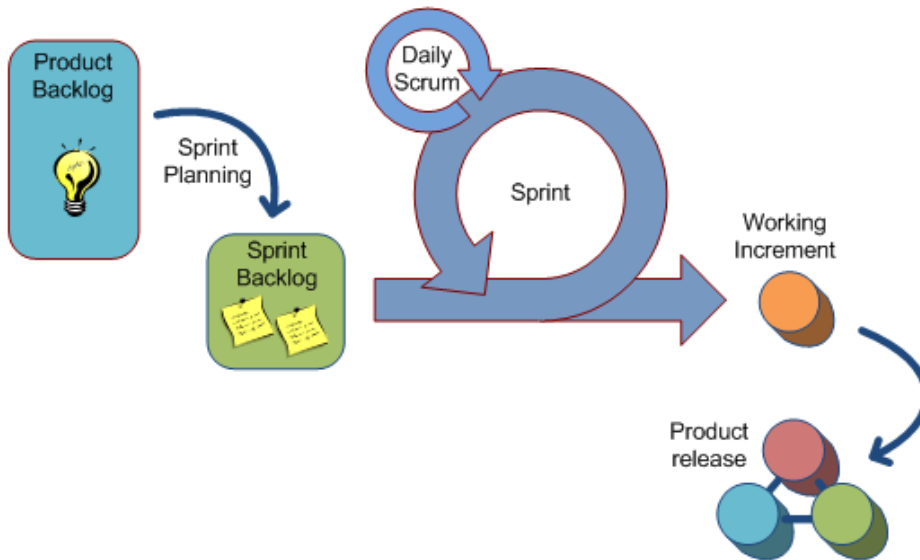 Product
Backlog
Sprint
Planning
Sprint
Backlog
Daily
Scrum
Sprint
Working
Increment
Product
release